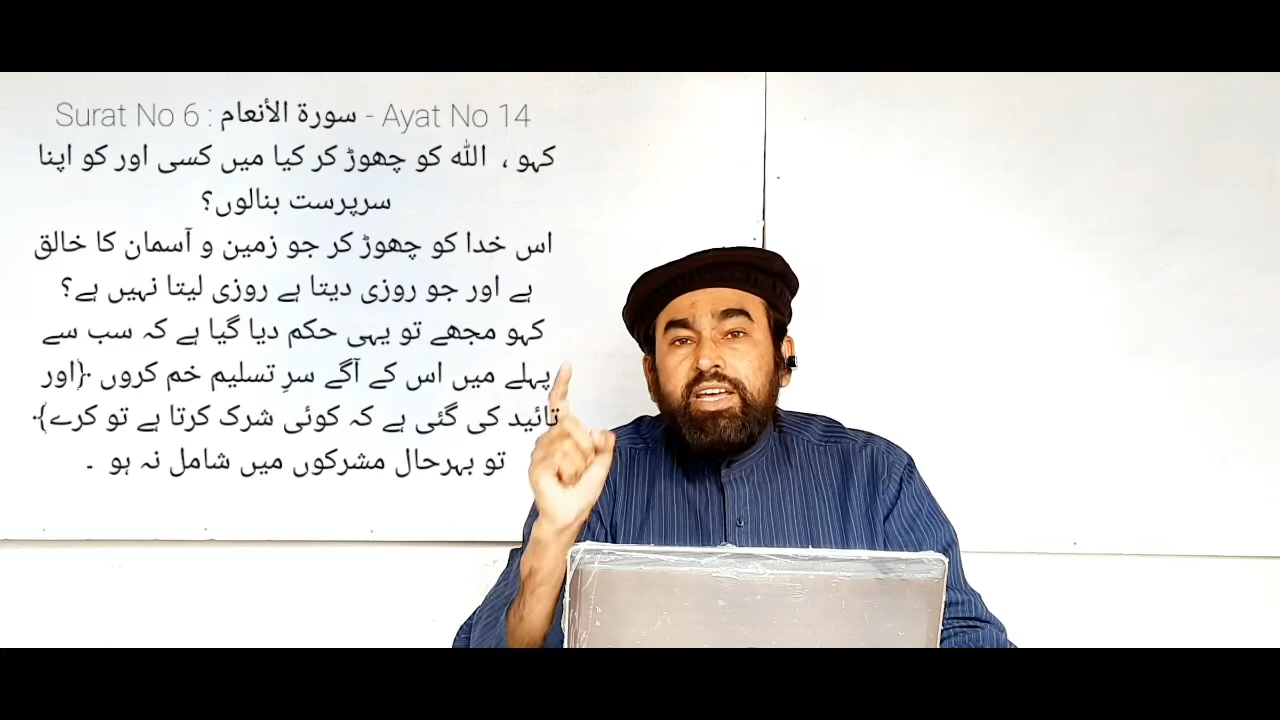 Surat No 6 : سورة الأنعام - Ayat No 14
کہو ، اللّٰہ کو چھوڑ کر کیا میں کسی اور کو اپنا
سرپرست بنالوں؟
اس خدا کو چھوڑ کر جو زمین و آسمان کا خالق
ہے اور جو روزی دیتا ہے روزی لیتا نہیں ہے؟
کہو مجھے تو یہی حکم دیا گیا ہے کہ سب سے
پہلے میں اس کے آگے سرِ تسلیم خم کروں ۔﴿اور
تائید کی گئی ہے کہ کوئی شرک کرتا ہے تو کرے﴾۔
تو بہرحال مشرکوں میں شامل نہ ہو ۔